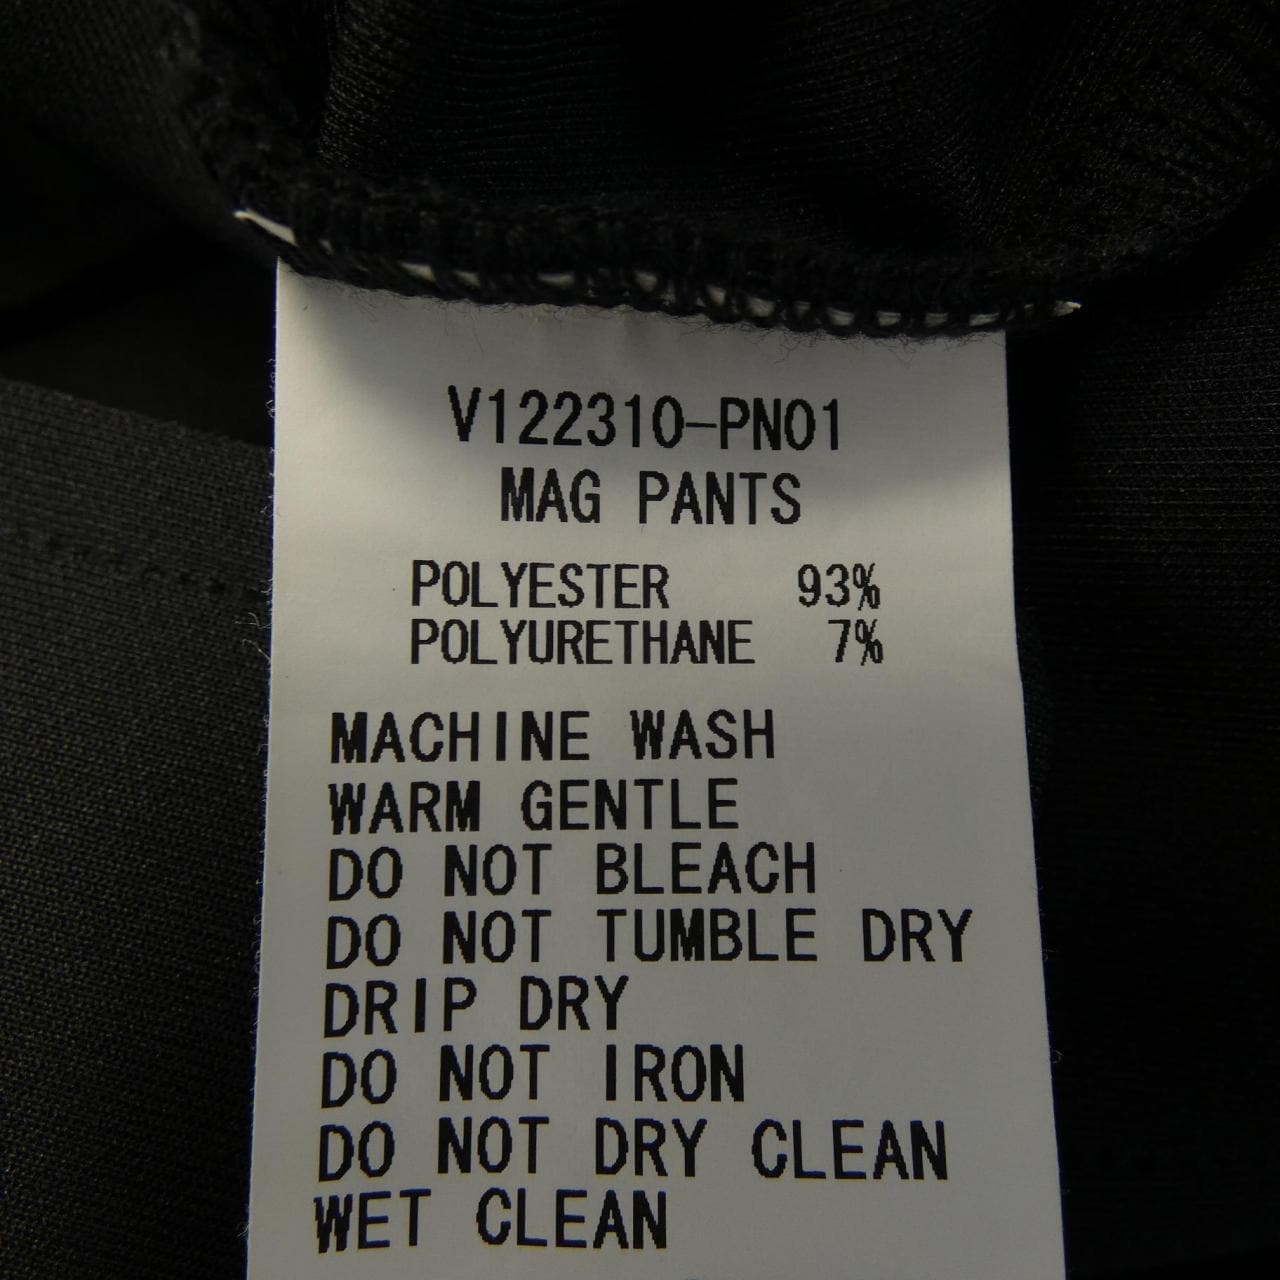 V122310-PN01
MAG PANTS
POLYESTER 93%
POLYURETHANE 7%
MACHINE WASH
WARM GENTLE
DO NOT BLEACH
DO NOT TUMBLE DRY
DRIP DRY
DO NOT IRON
DO NOT DRY CLEAN
WET CLEAN